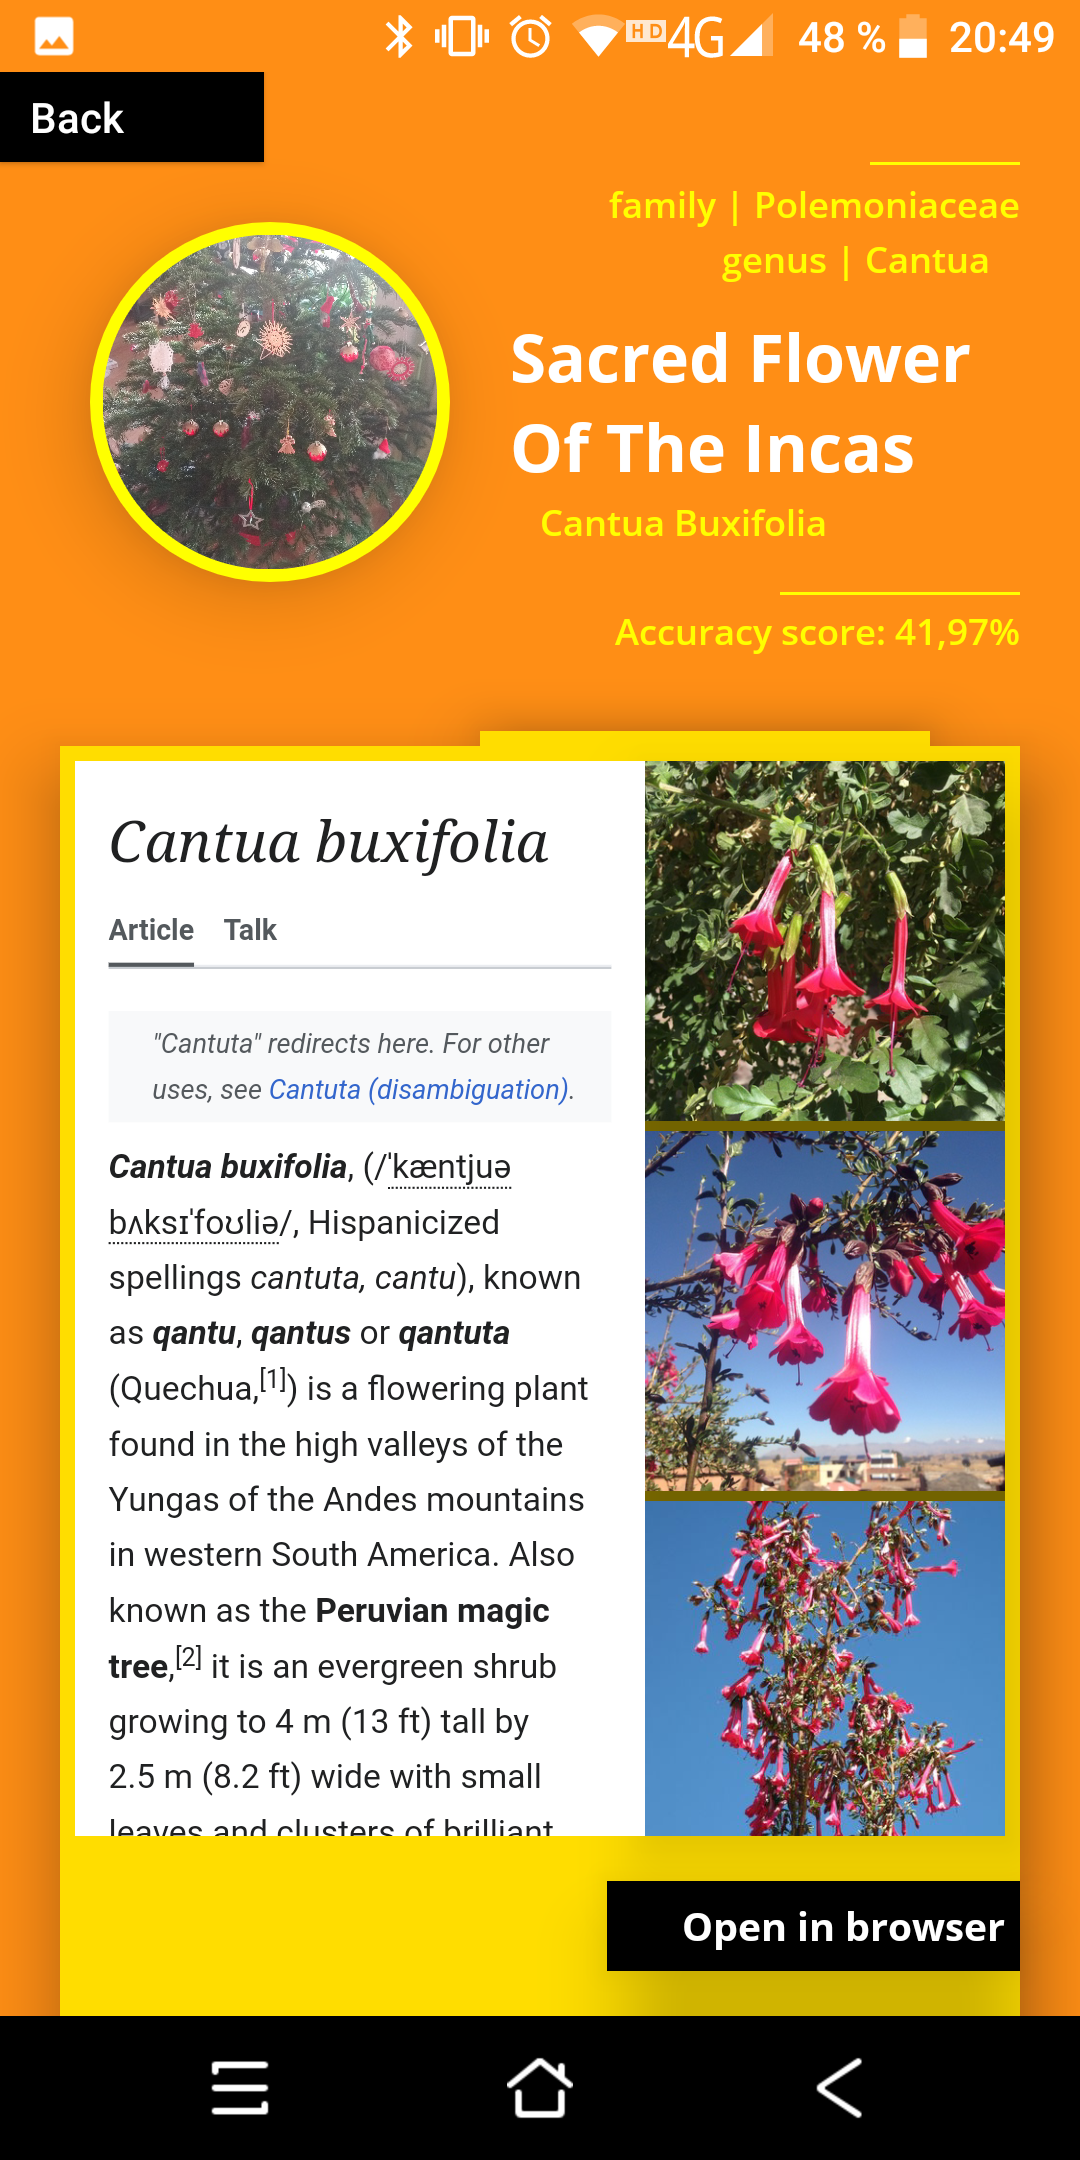 HD 4G 48 % 20:49
Back
family | Polemoniaceae
genus | Cantua
Sacred Flower
Of The Incas
Cantua Buxifolia
Accuracy score: 41,97%
Cantua buxifolia
Article Talk
"Cantuta" redirects here. For other
uses, see Cantuta (disambiguation).
Cantua buxifolia, (/ˈkæntjuə
bʌksɪˈfoʊliə/, Hispanicized
spellings cantuta, cantu), known
as qantu, qantus or qantuta
(Quechua,[1]) is a flowering plant
found in the high valleys of the
Yungas of the Andes mountains
in western South America. Also
known as the Peruvian magic
tree,[2] it is an evergreen shrub
growing to 4 m (13 ft) tall by
2.5 m (8.2 ft) wide with small
leaves and clusters of brilliant
Open in browser